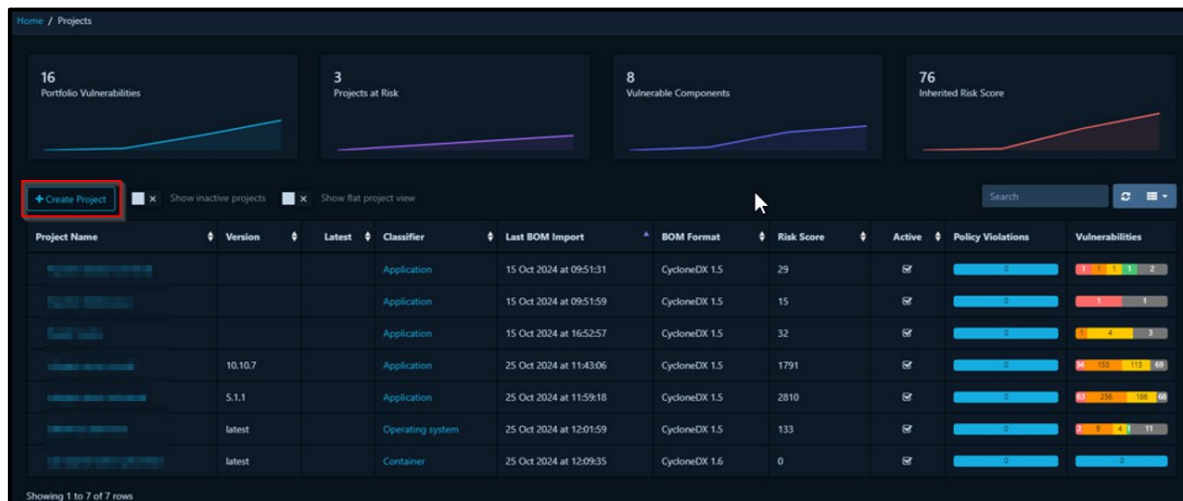 Home / Projects
16
Portfolio Vulnerabilities
3
Projects at Risk
8
Vulnerable Components
76
Inherited Risk Score
+ Create Project × Show inactive projects × Show flat project view Search
Project Name Version Latest Classifier Last BOM Import BOM Format Risk Score Active Policy Violations Vulnerabilities
Application 15 Oct 2024 at 09:51:31 CycloneDX 1.5 29 0 1 1 1 1 2
Application 15 Oct 2024 at 09:51:59 CycloneDX 1.5 15 0 1 1
Application 15 Oct 2024 at 16:52:57 CycloneDX 1.5 32 0 1 4 3
10.10.7 Application 25 Oct 2024 at 11:43:06 CycloneDX 1.5 1791 0 34 153 113 69
5.1.1 Application 25 Oct 2024 at 11:59:18 CycloneDX 1.5 2810 0 63 256 186 68
latest Operating system 25 Oct 2024 at 12:01:59 CycloneDX 1.5 133 0 2 9 4 1 11
latest Container 25 Oct 2024 at 12:09:35 CycloneDX 1.6 0 0 0
Showing 1 to 7 of 7 rows